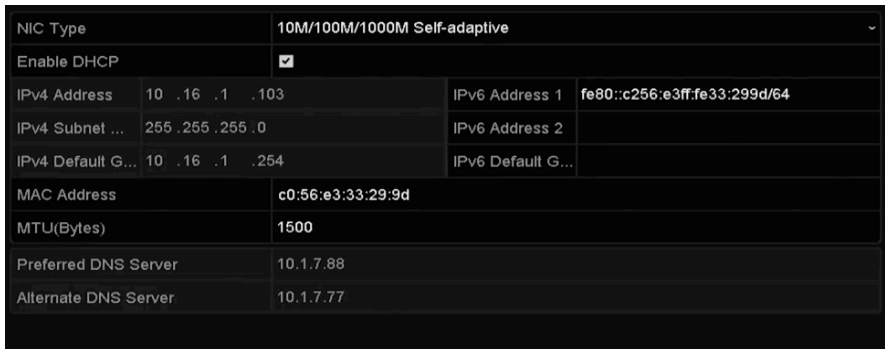 NIC Type 10M/100M/1000M Self-adaptive
Enable DHCP
IPv4 Address 10 .16 .1 .103 IPv6 Address 1 fe80::c256:e3ff:fe33:299d/64
IPv4 Subnet ... 255.255.255.0 IPv6 Address 2
IPv4 Default G... 10 .16 .1 .254 IPv6 Default G...
MAC Address c0:56:e3:33:29:9d
MTU(Bytes) 1500
Preferred DNS Server 10.1.7.88
Alternate DNS Server 10.1.7.77